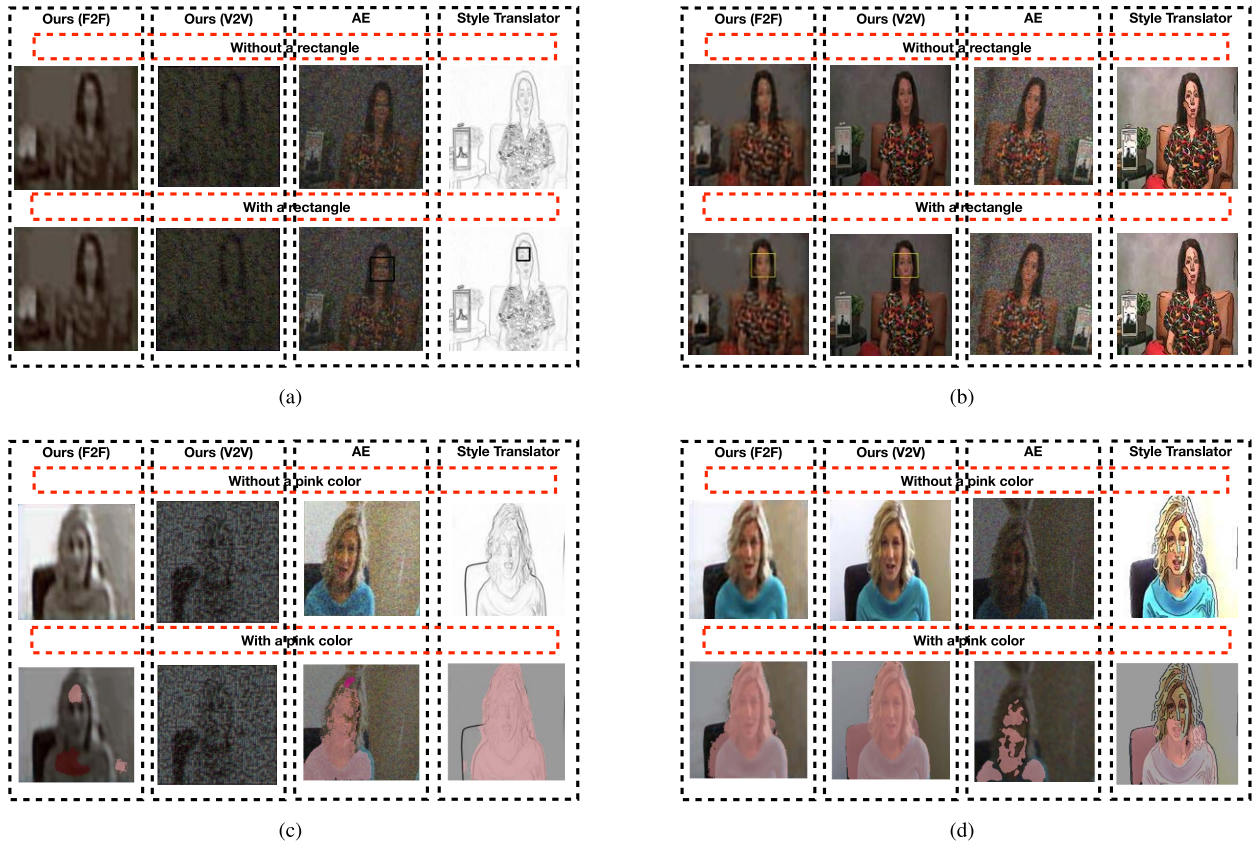 Ours (F2F) Ours (V2V) AE Style Translator
Without a rectangle
With a rectangle
(a)
Ours (F2F) Ours (V2V) AE Style Translator
Without a rectangle
With a rectangle
(b)
Ours (F2F) Ours (V2V) AE Style Translator
Without a pink color
With a pink color
(c)
Ours (F2F) Ours (V2V) AE Style Translator
Without a pink color
With a pink color
(d)